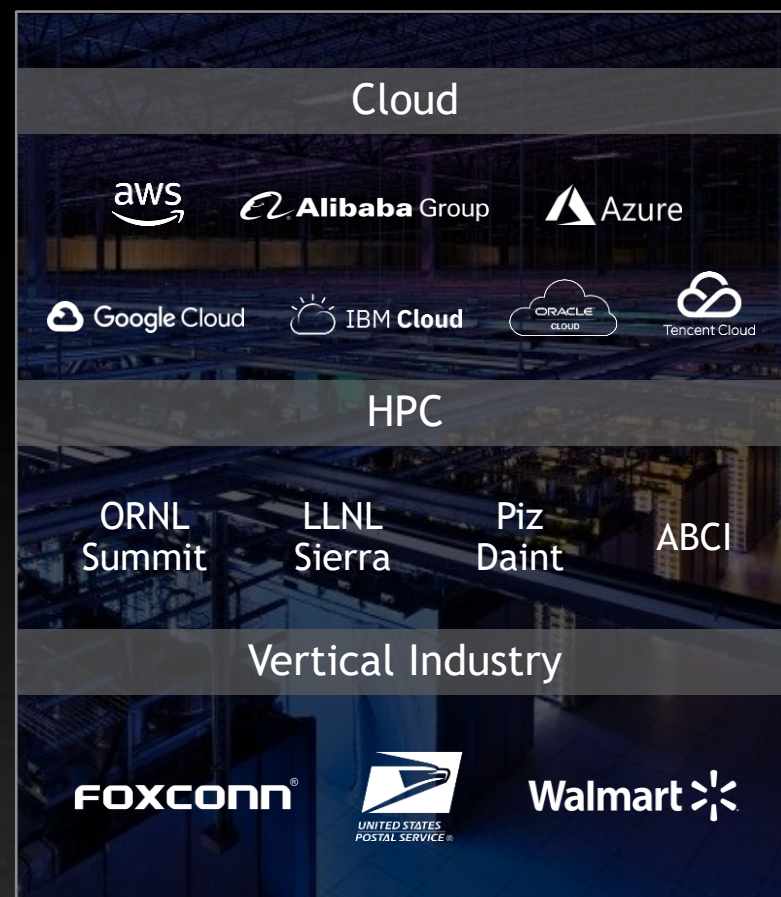 Cloud
aws
Alibaba Group
Azure
Google Cloud
IBM Cloud
ORACLE
CLOUD
Tencent Cloud
HPC
ORNL
Summit
LLNL
Sierra
Piz
Daint
ABCI
Vertical Industry
FOXCONN®
UNITED STATES
POSTAL SERVICE®
Walmart